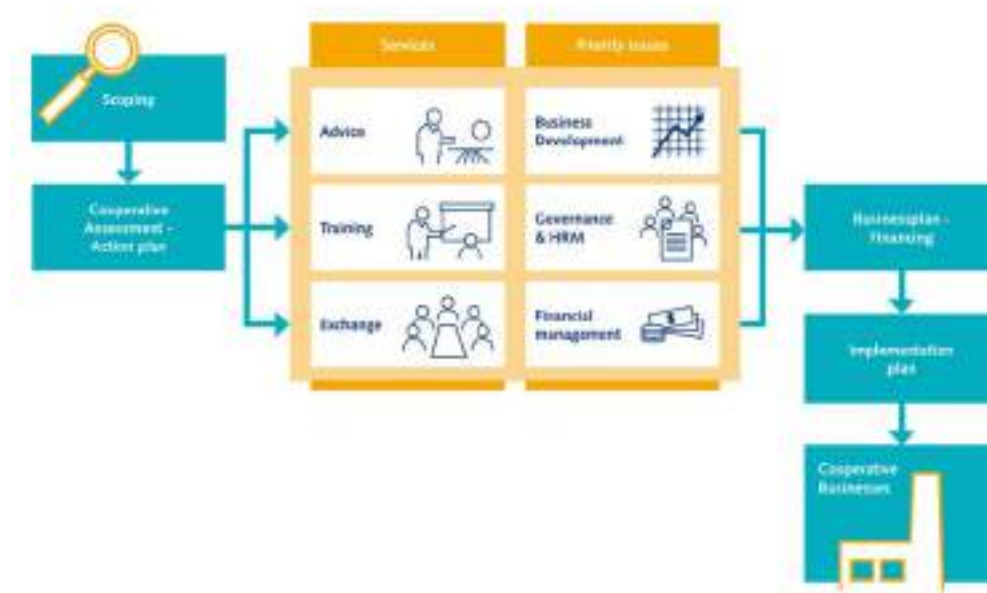 Scoping
Cooperative
Assessment -
Action plan
Services
Advice
Training
Exchange
Priority issues
Business
Development
Governance
& HRM
Financial
management
Businessplan -
Financing
Implementation
plan
Cooperative
Businesses